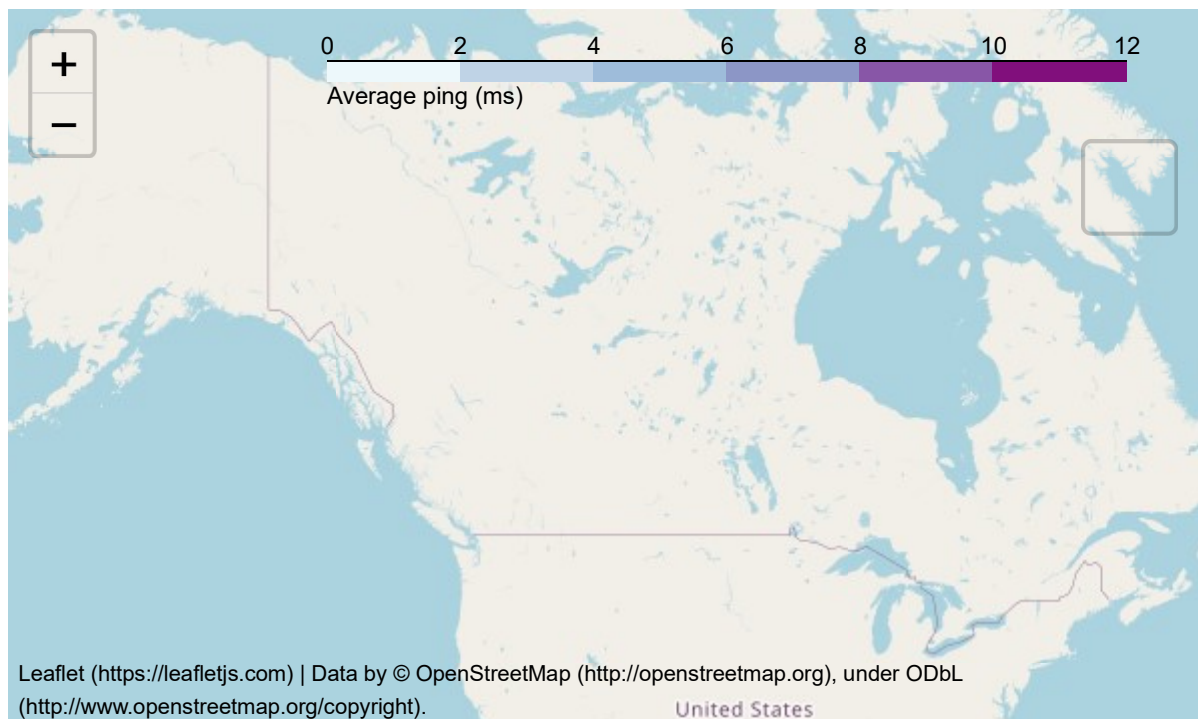 +
0 2 4 6 8 10 12
Average ping (ms)
−
Leaflet (https://leafletjs.com) | Data by © OpenStreetMap (http://openstreetmap.org), under ODbL
(http://www.openstreetmap.org/copyright).
United States